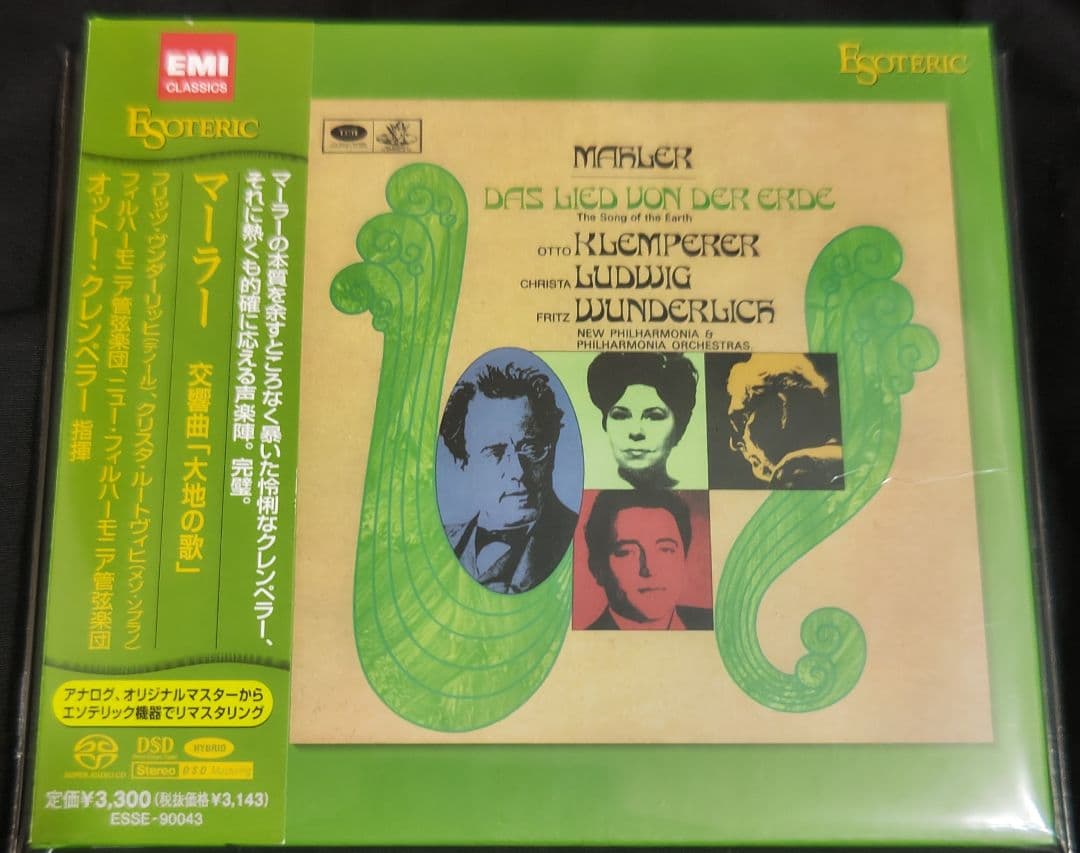 EMI
CLASSICS
ESOTERIC
マーラーの本質を余すところなく暴いた怜悧なクレンペラー、
それに熱くも的確に応える声楽陣。完璧。
マーラー 交響曲「大地の歌」
フリッツ・ヴンダーリッヒ(テノール)、クリスタ・ルートヴィヒ(メゾ・ソプラノ)
フィルハーモニア管弦楽団、ニュー・フィルハーモニア管弦楽団
オットー・クレンペラー 指揮
アナログ、オリジナルマスターから
エソテリック機器でリマスタリング
SUPER AUDIO CD
DSD
HYBRID
Stereo
DSD Mastering
定価¥3,300(税抜価格¥3,143)
ESSE-90043
ESOTERIC
EMI
MAHLER
DAS LIED VON DER ERDE
The Song of the Earth
OTTO KLEMPERER
CHRISTA LUDWIG
FRITZ WUNDERLICH
NEW PHILHARMONIA &
PHILHARMONIA ORCHESTRAS.